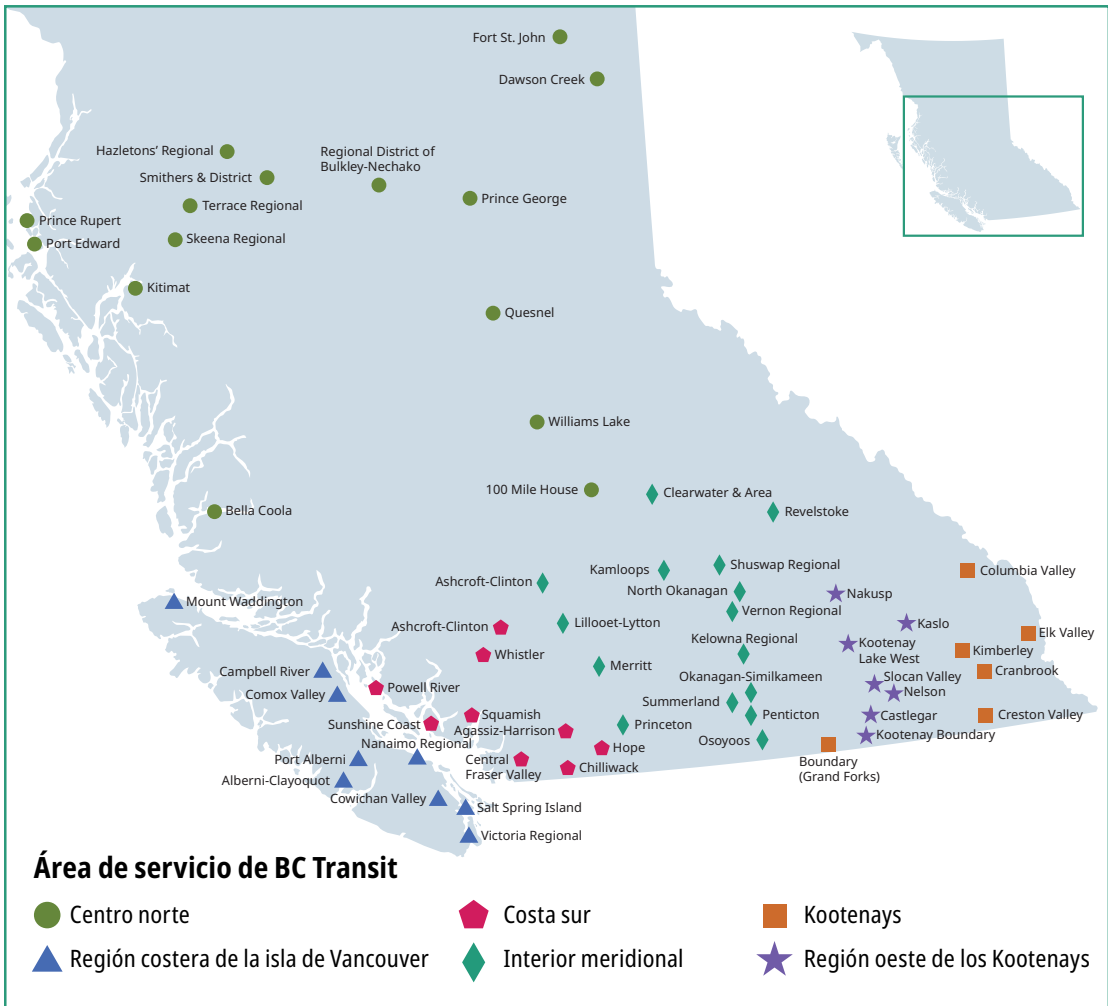 Fort St. John
Dawson Creek
Hazletons’ Regional
Regional District of
Bulkley-Nechako
Smithers & District
Terrace Regional
Prince George
Prince Rupert
Port Edward
Skeena Regional
Kitimat
Quesnel
Williams Lake
100 Mile House
Clearwater & Area
Bella Coola
Revelstoke
Kamloops
Shuswap Regional
Columbia Valley
Ashcroft-Clinton
North Okanagan
Nakusp
Mount Waddington
Vernon Regional
Ashcroft-Clinton
Lillooet-Lytton
Kaslo
Elk Valley
Kelowna Regional
Kootenay
Lake West
Kimberley
Whistler
Merritt
Cranbrook
Campbell River
Okanagan-Similkameen
Slocan Valley
Powell River
Nelson
Comox Valley
Summerland
Squamish
Penticton
Castlegar
Creston Valley
Sunshine Coast
Agassiz-Harrison
Princeton
Kootenay Boundary
Nanaimo Regional
Osoyoos
Hope
Port Alberni
Central
Fraser Valley
Chilliwack
Boundary
(Grand Forks)
Alberni-Clayoquot
Cowichan Valley
Salt Spring Island
Victoria Regional
Área de servicio de BC Transit
Centro norte
Costa sur
Kootenays
Región costera de la isla de Vancouver
Interior meridional
Región oeste de los Kootenays